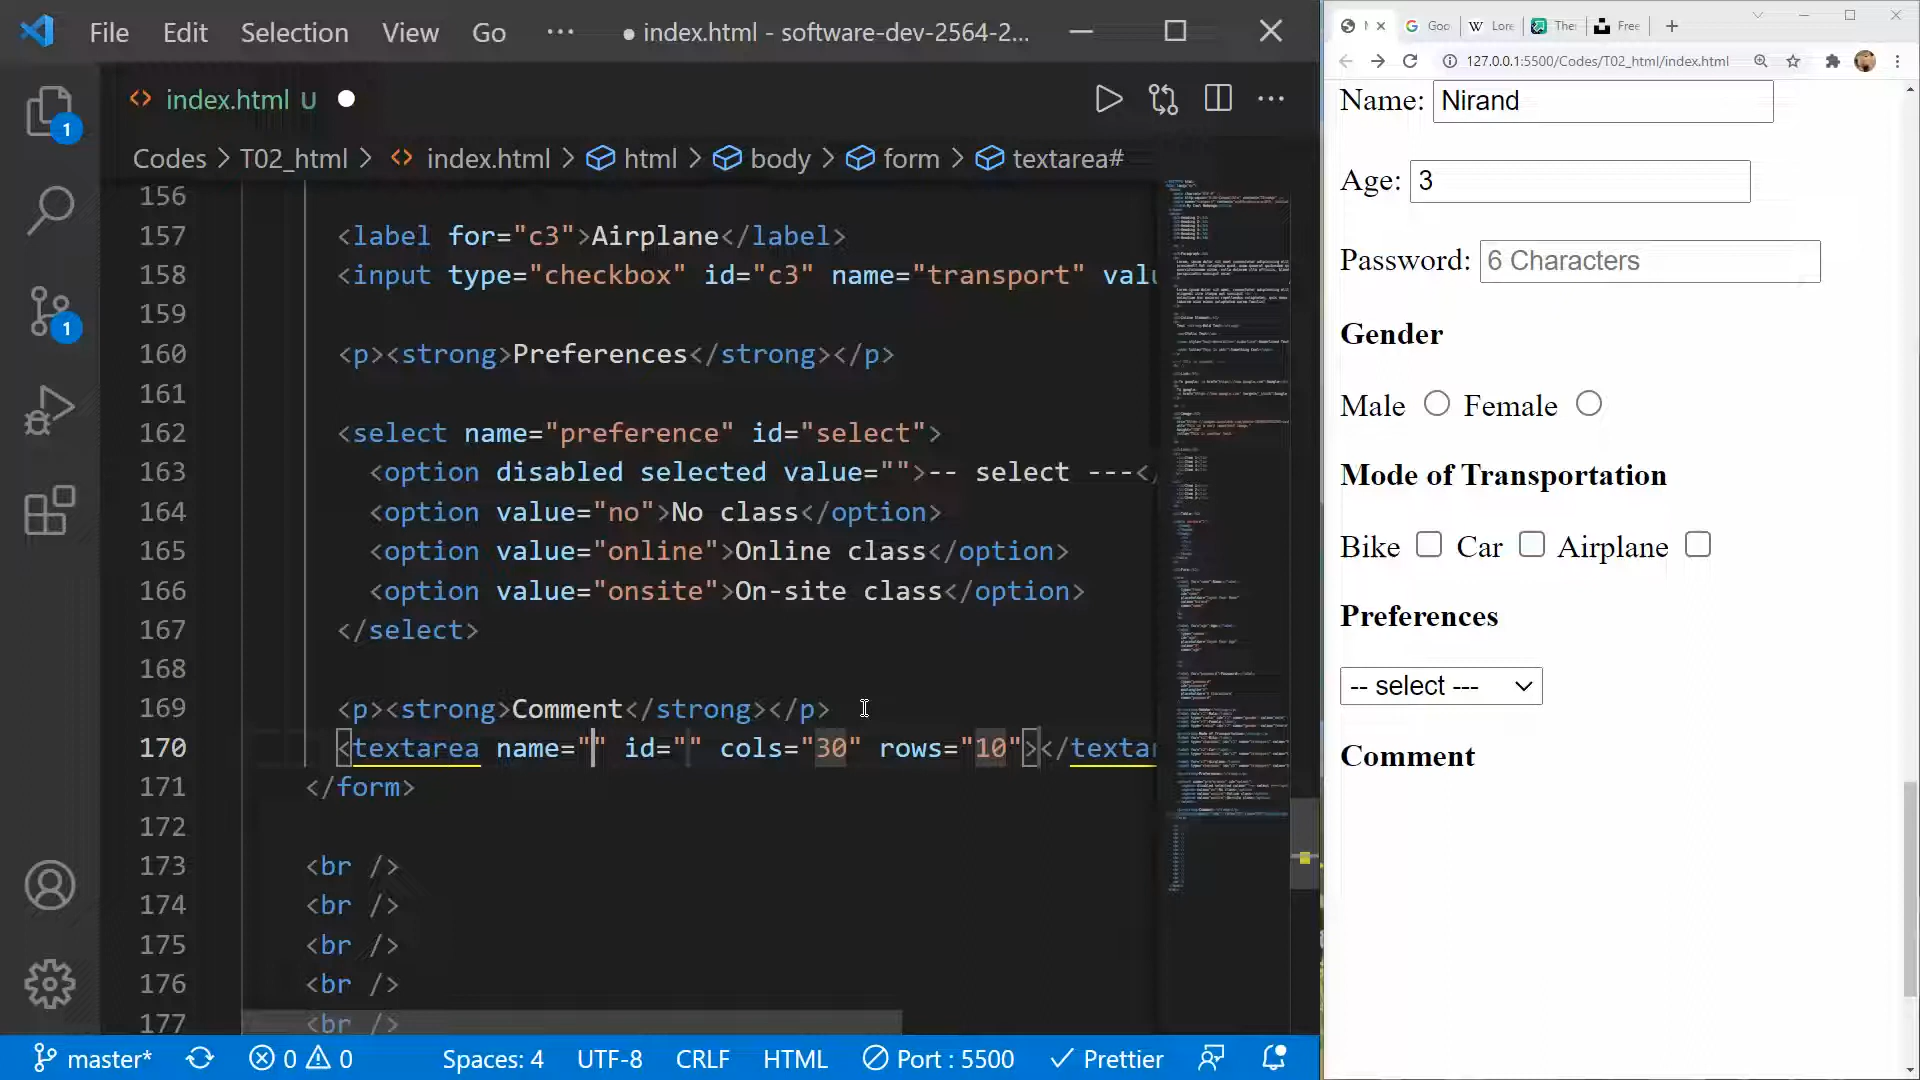 File Edit Selection View Go ··· ● index.html - software-dev-2564-2...
<> index.html U
Codes > T02_html > <> index.html > html > body > form > textarea#
1
1
156
157 <label for="c3">Airplane</label>
158 <input type="checkbox" id="c3" name="transport" valu
159
160 <p><strong>Preferences</strong></p>
161
162 <select name="preference" id="select">
163 <option disabled selected value="">-- select ---</
164 <option value="no">No class</option>
165 <option value="online">Online class</option>
166 <option value="onsite">On-site class</option>
167 </select>
168
169 <p><strong>Comment</strong></p>
170 <textarea name="" id="" cols="30" rows="10"></textar
171 </form>
172
173 <br />
174 <br />
175 <br />
176 <br />
177 <br />
master* 0 0 Spaces: 4 UTF-8 CRLF HTML Port : 5500 Prettier
Goo Lore The Free
127.0.0.1:5500/Codes/T02_html/index.html
Name: Nirand
Age: 3
Password: 6 Characters
Gender
Male Female
Mode of Transportation
Bike Car Airplane
Preferences
-- select ---
Comment